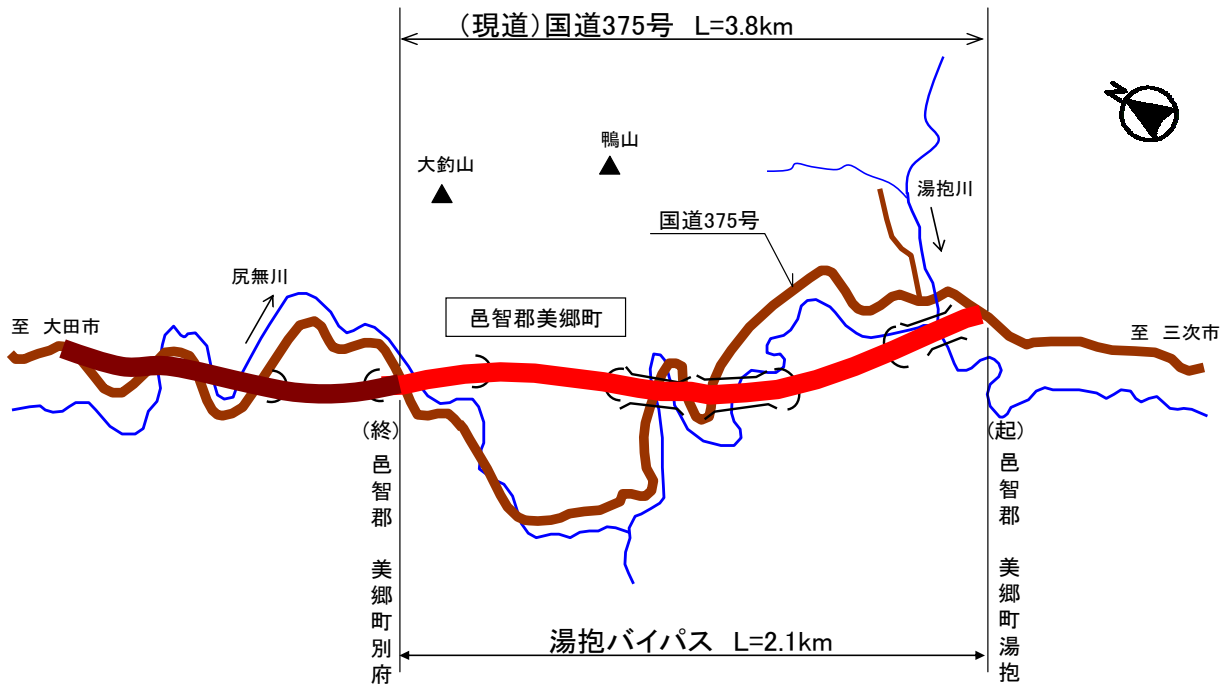 (現道)国道375号 L=3.8km
N
鴨山
大釣山
湯抱川
国道375号
尻無川
邑智郡美郷町
至 大田市
至 三次市
(終)
邑智郡 美郷町別府
(起)
邑智郡 美郷町湯抱
湯抱バイパス L=2.1km